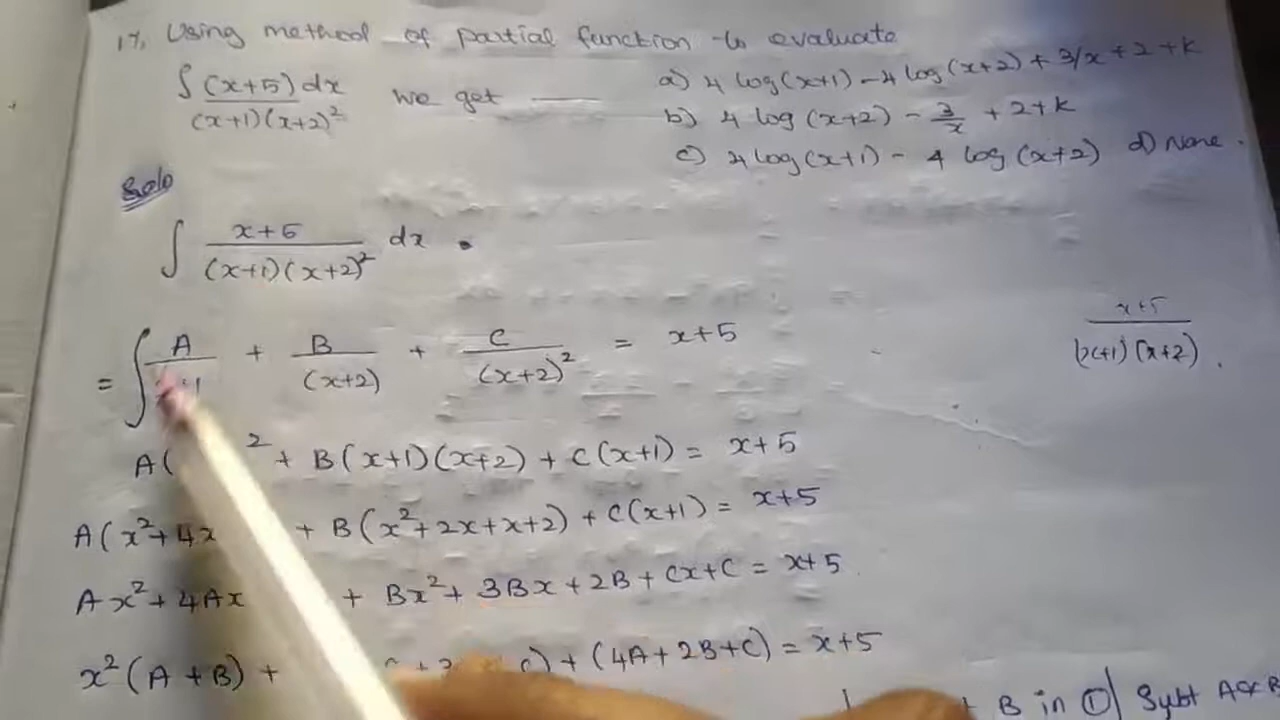 17. Using method of partial function to evaluate
∫ (x+5) dx / (x+1)(x+2)² we get ___
a) 4 log(x+1) - 4 log(x+2) + 3/x + 2 + k
b) 4 log (x+2) - 3/x + 2 + k
c) 4 log(x+1) - 4 log (x+2) d) None.
Soln
∫ x+5 / (x+1)(x+2)² dx .
= ∫ A / + B / (x+2) + C / (x+2)² = x+5
x+5 / (x+1)(x+2) .
A( ² + B(x+1)(x+2) + C(x+1) = x+5
A(x²+4x + B(x²+2x+x+2) + C(x+1) = x+5
Ax²+4Ax + Bx²+3Bx+2B+Cx+C = x+5
x²(A+B) + c) + (4A+2B+C) = x+5
B in ① Subt A & B